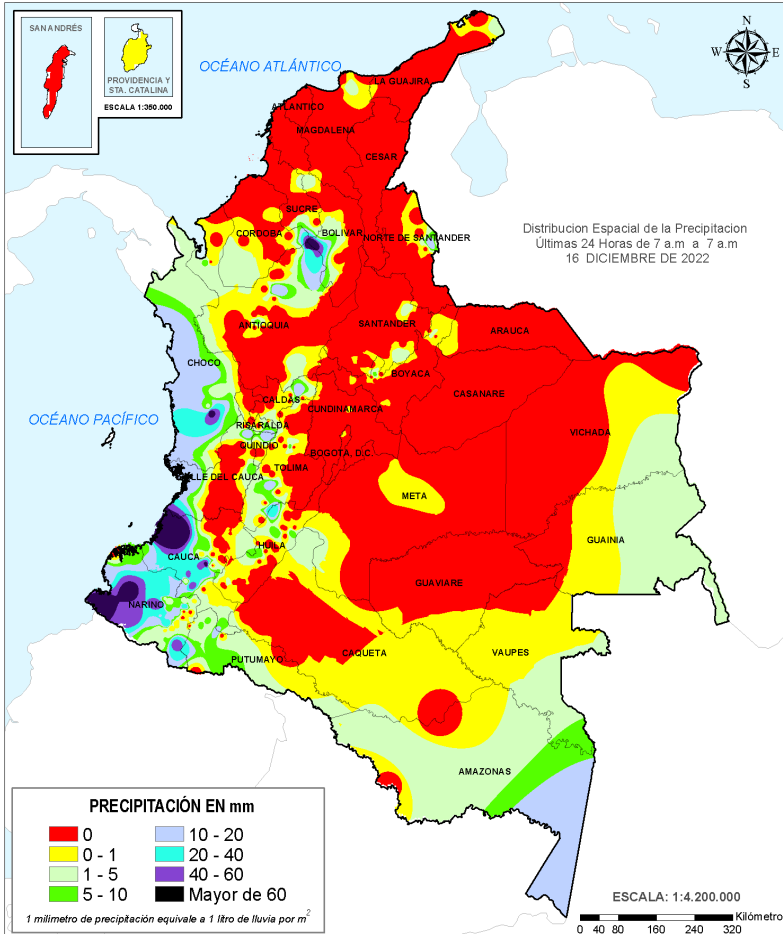 SAN ANDRÉS
PROVIDENCIA Y
STA. CATALINA
ESCALA 1:350.000
OCÉANO ATLÁNTICO
N
W
E
S
LA GUAJIRA
ATLANTICO
MAGDALENA
CESAR
SUCRE
CORDOBA
BOLIVAR
NORTE DE SANTANDER
Distribucion Espacial de la Precipitacion
Últimas 24 Horas de 7 a.m a 7 a.m
16 DICIEMBRE DE 2022
ANTIOQUIA
SANTANDER
ARAUCA
CHOCO
BOYACA
CASANARE
CALDAS
CUNDINAMARCA
OCÉANO PACÍFICO
RISARALDA
VICHADA
QUINDIO
BOGOTA, D.C.
TOLIMA
VALLE DEL CAUCA
META
GUAINIA
HUILA
CAUCA
GUAVIARE
NARIÑO
CAQUETA
VAUPES
PUTUMAYO
AMAZONAS
PRECIPITACIÓN EN mm
0
0 - 1
1 - 5
5 - 10
10 - 20
20 - 40
40 - 60
Mayor de 60
1 milimetro de precipitación equivale a 1 litro de lluvia por m2
ESCALA: 1:4.200.000
Kilómetro
0 40 80 160 240 320